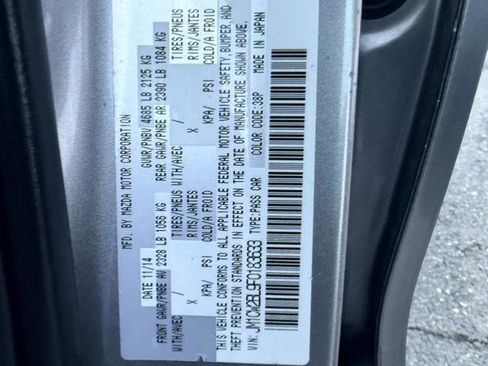 MFD. BY MAZDA MOTOR CORPORATION
DATE: 11/14 GVWR/PNBV 4685 LB 2125 KG
FRONT GAWR/PNBE AV 2328 LB 1056 KG REAR GAWR/PNBE AR 2390 LB 1084 KG
WITH/AVEC / TIRES/PNEUS WITH/AVEC / TIRES/PNEUS
X RIMS/JANTES X RIMS/JANTES
KPA/ PSI COLD/A FROID KPA/ PSI COLD/A FROID
THIS VEHICLE CONFORMS TO ALL APPLICABLE FEDERAL MOTOR VEHICLE SAFETY, BUMPER, AND
THEFT PREVENTION STANDARDS IN EFFECT ON THE DATE OF MANUFACTURE SHOWN ABOVE.
VIN: JM1CW2BL9F0183633 TYPE:PASS CAR COLOR CODE:38P MADE IN JAPAN